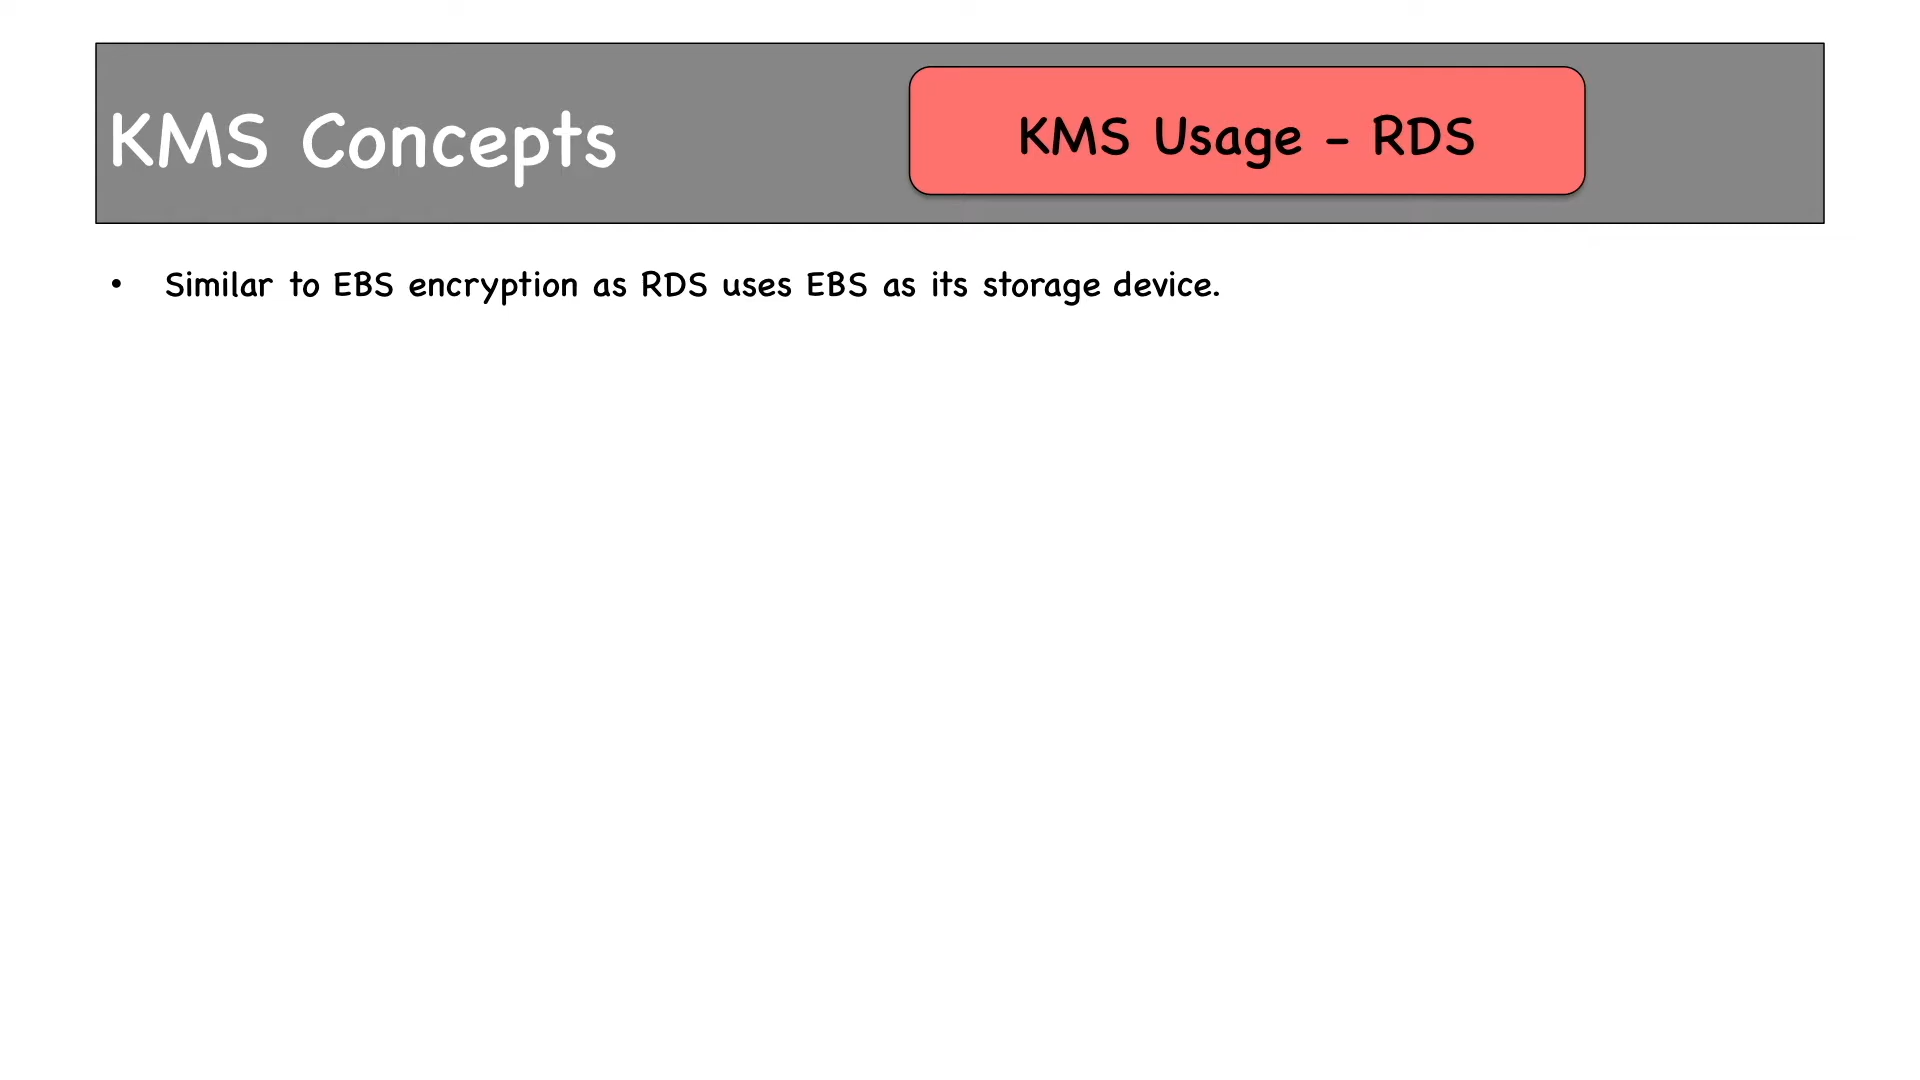 KMS Concepts
KMS Usage - RDS
• Similar to EBS encryption as RDS uses EBS as its storage device.